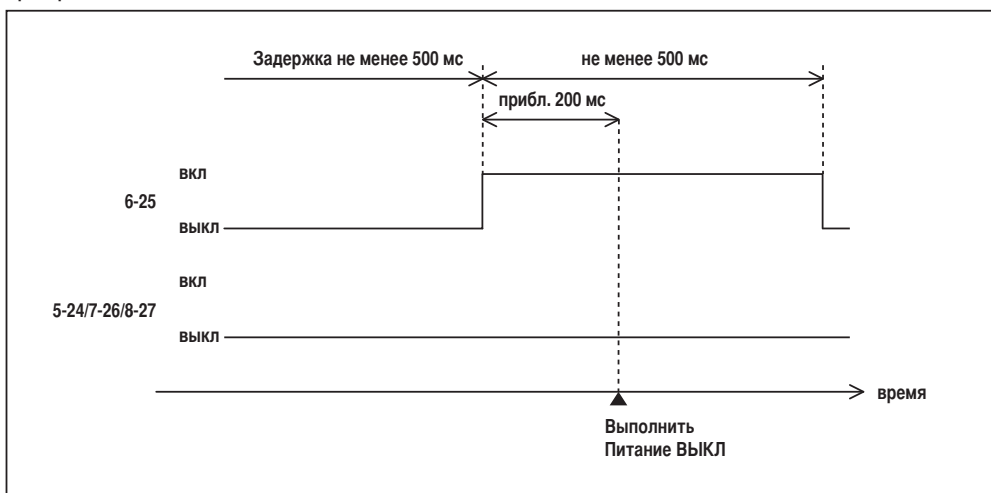 Задержка не менее 500 мс
не менее 500 мс
прибл. 200 мс
вкл
6-25
выкл
вкл
5-24/7-26/8-27
выкл
время
Выполнить
Питание ВЫКЛ